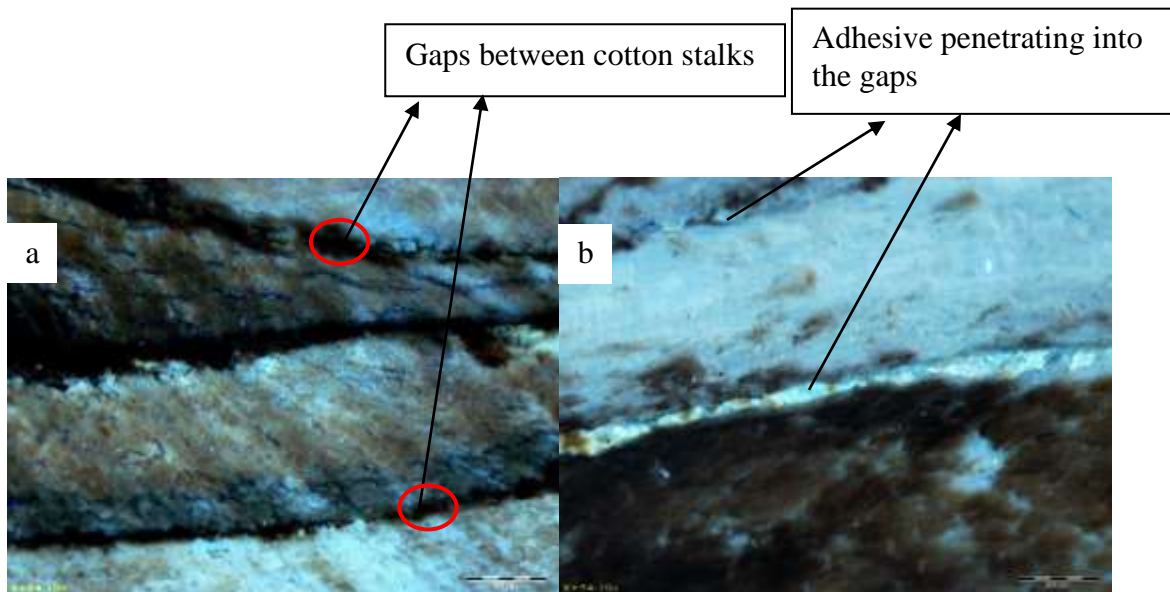 Gaps between cotton stalks
Adhesive penetrating into
the gaps
a
b